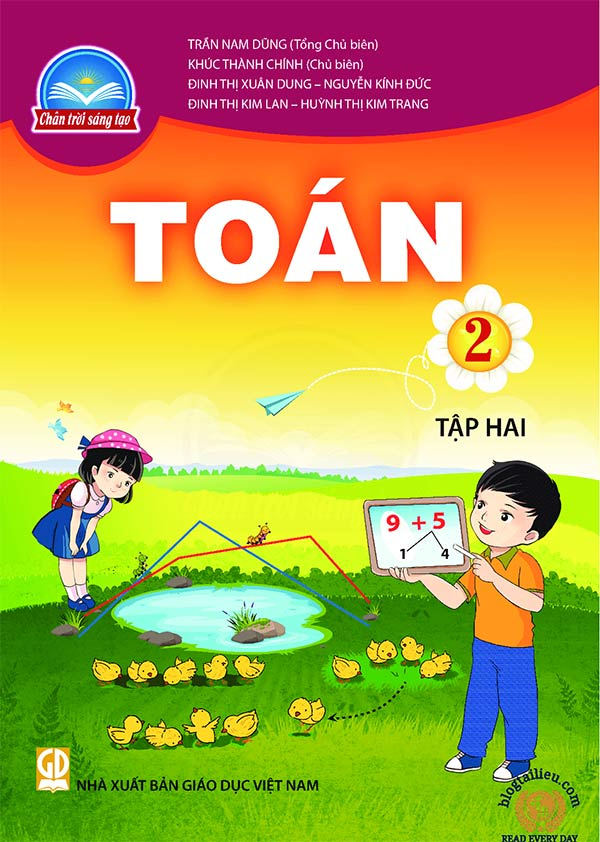 TRẦN NAM DŨNG (Tổng Chủ biên)
KHÚC THÀNH CHÍNH (Chủ biên)
ĐINH THỊ XUÂN DUNG – NGUYỄN KÍNH ĐỨC
ĐINH THỊ KIM LAN – HUỲNH THỊ KIM TRANG
Chân trời sáng tạo
TOÁN
2
TẬP HAI
9 + 5
1 4
GD
NHÀ XUẤT BẢN GIÁO DỤC VIỆT NAM
blogtailieu.com
READ EVERY DAY